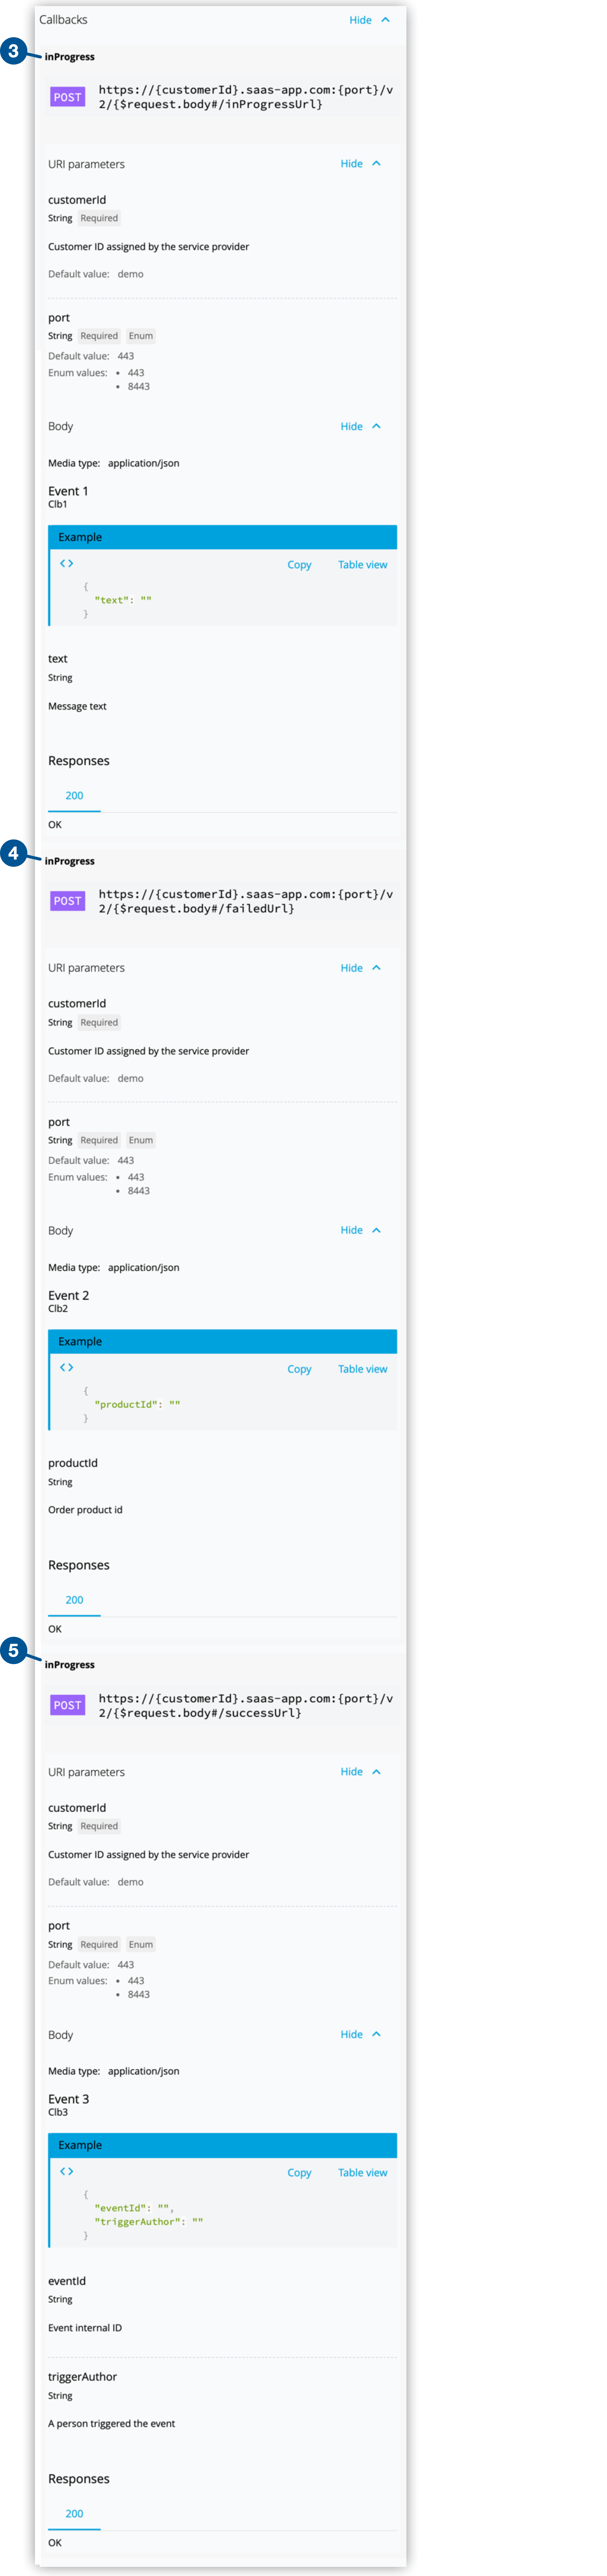 Callbacks Hide
3
inProgress
POST https://{customerId}.saas-app.com:{port}/v
2/{$request.body#/inProgressUrl}
URI parameters Hide
customerId
String Required
Customer ID assigned by the service provider
Default value: demo
port
String Required Enum
Default value: 443
Enum values: • 443
• 8443
Body Hide
Media type: application/json
Event 1
Clb1
Example
<> Copy Table view
{
"text": ""
}
text
String
Message text
Responses
200
OK
4
inProgress
POST https://{customerId}.saas-app.com:{port}/v
2/{$request.body#/failedUrl}
URI parameters Hide
customerId
String Required
Customer ID assigned by the service provider
Default value: demo
port
String Required Enum
Default value: 443
Enum values: • 443
• 8443
Body Hide
Media type: application/json
Event 2
Clb2
Example
<> Copy Table view
{
"productId": ""
}
productId
String
Order product id
Responses
200
OK
5
inProgress
POST https://{customerId}.saas-app.com:{port}/v
2/{$request.body#/successUrl}
URI parameters Hide
customerId
String Required
Customer ID assigned by the service provider
Default value: demo
port
String Required Enum
Default value: 443
Enum values: • 443
• 8443
Body Hide
Media type: application/json
Event 3
Clb3
Example
<> Copy Table view
{
"eventId": "",
"triggerAuthor": ""
}
eventId
String
Event internal ID
triggerAuthor
String
A person triggered the event
Responses
200
OK